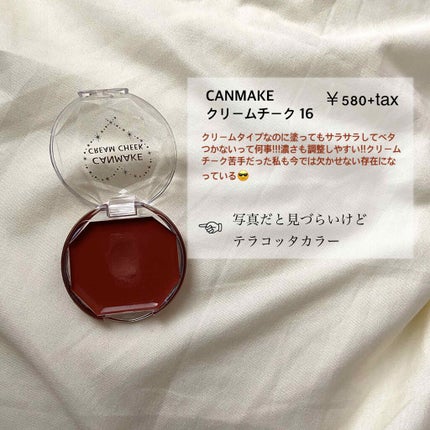 CANMAKE
CREAM CHEEK
CANMAKE ¥580+tax
クリームチーク 16
クリームタイプなのに塗ってもサラサラしてベタ
つかないって何事!!!濃さも調整しやすい!!クリーム
チーク苦手だった私も今では欠かせない存在にな
っている😎
☞ 写真だと見づらいけど
テラコッタカラー